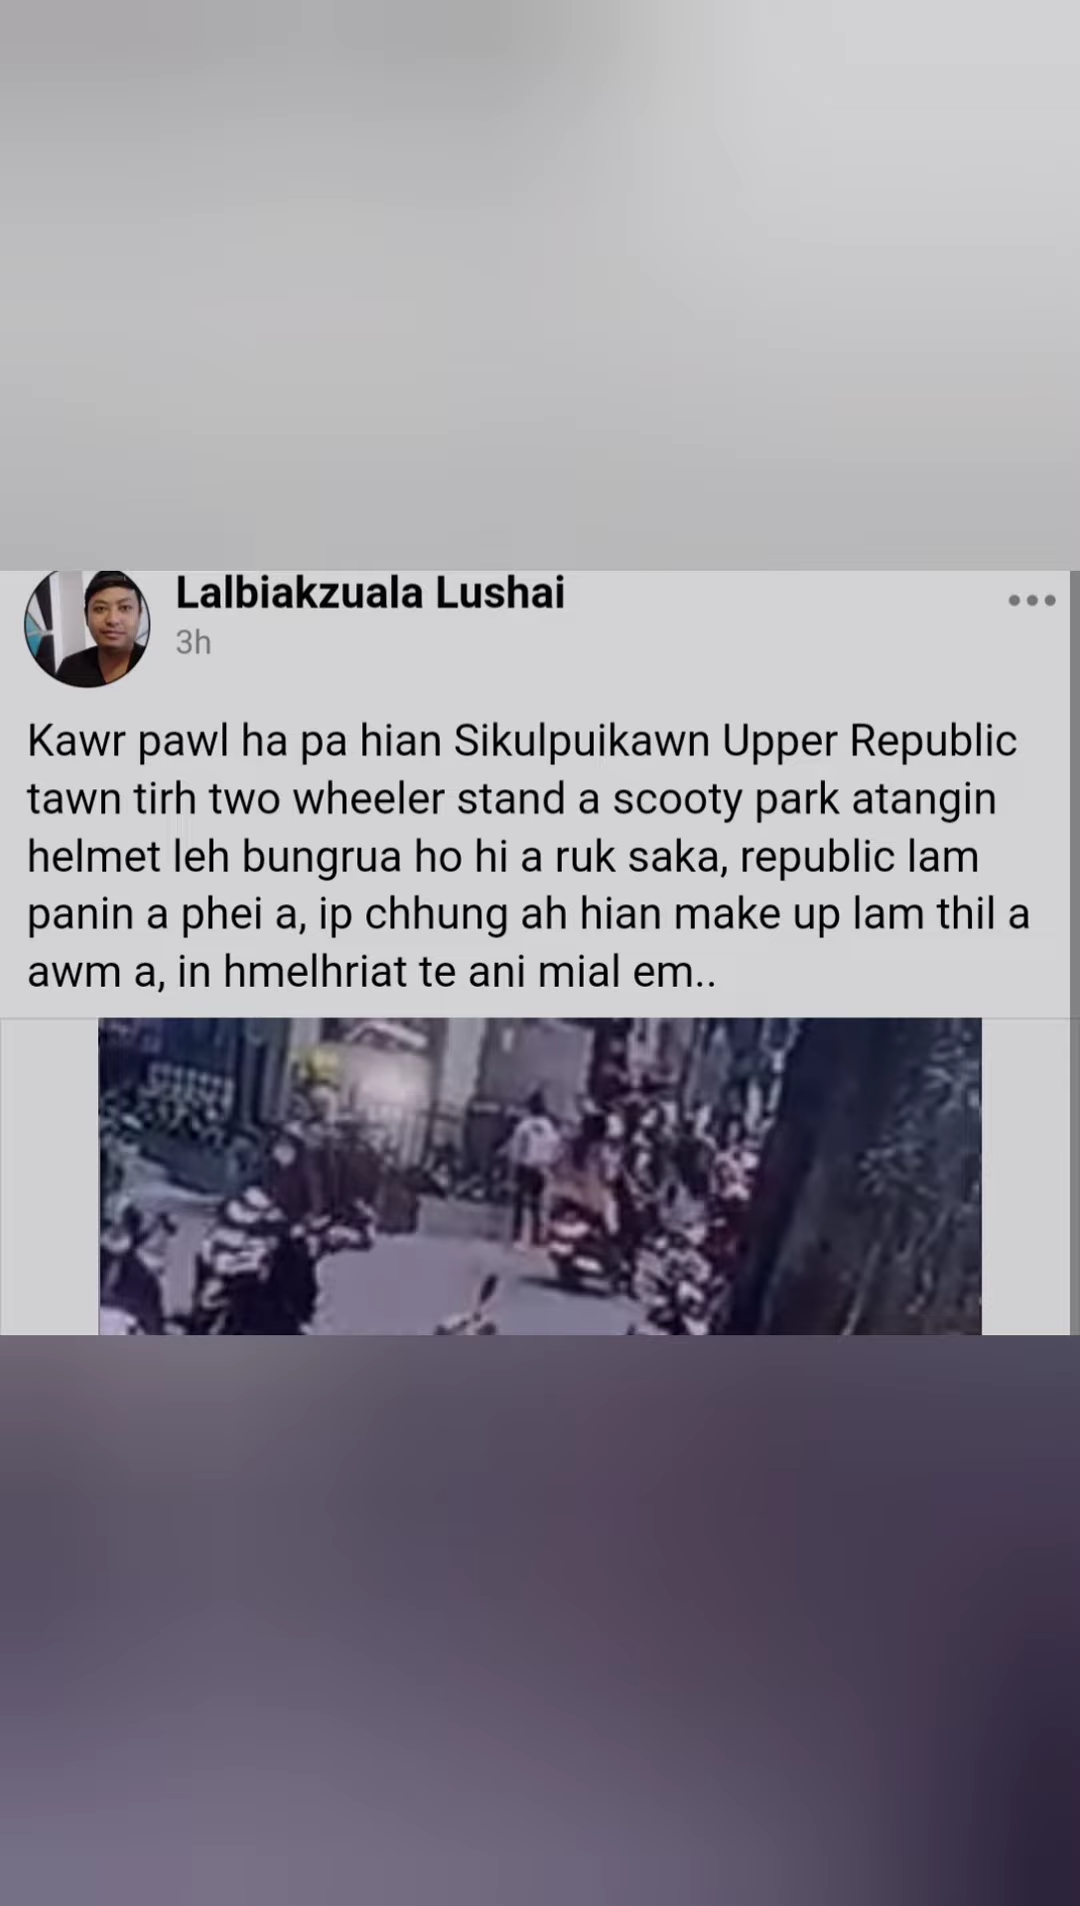 Lalbiakzuala Lushai
3h
Kawr pawl ha pa hian Sikulpuikawn Upper Republic
tawn tirh two wheeler stand a scooty park atangin
helmet leh bungrua ho hi a ruk saka, republic lam
panin a phei a, ip chhung ah hian make up lam thil a
awm a, in hmelhriat te ani mial em..